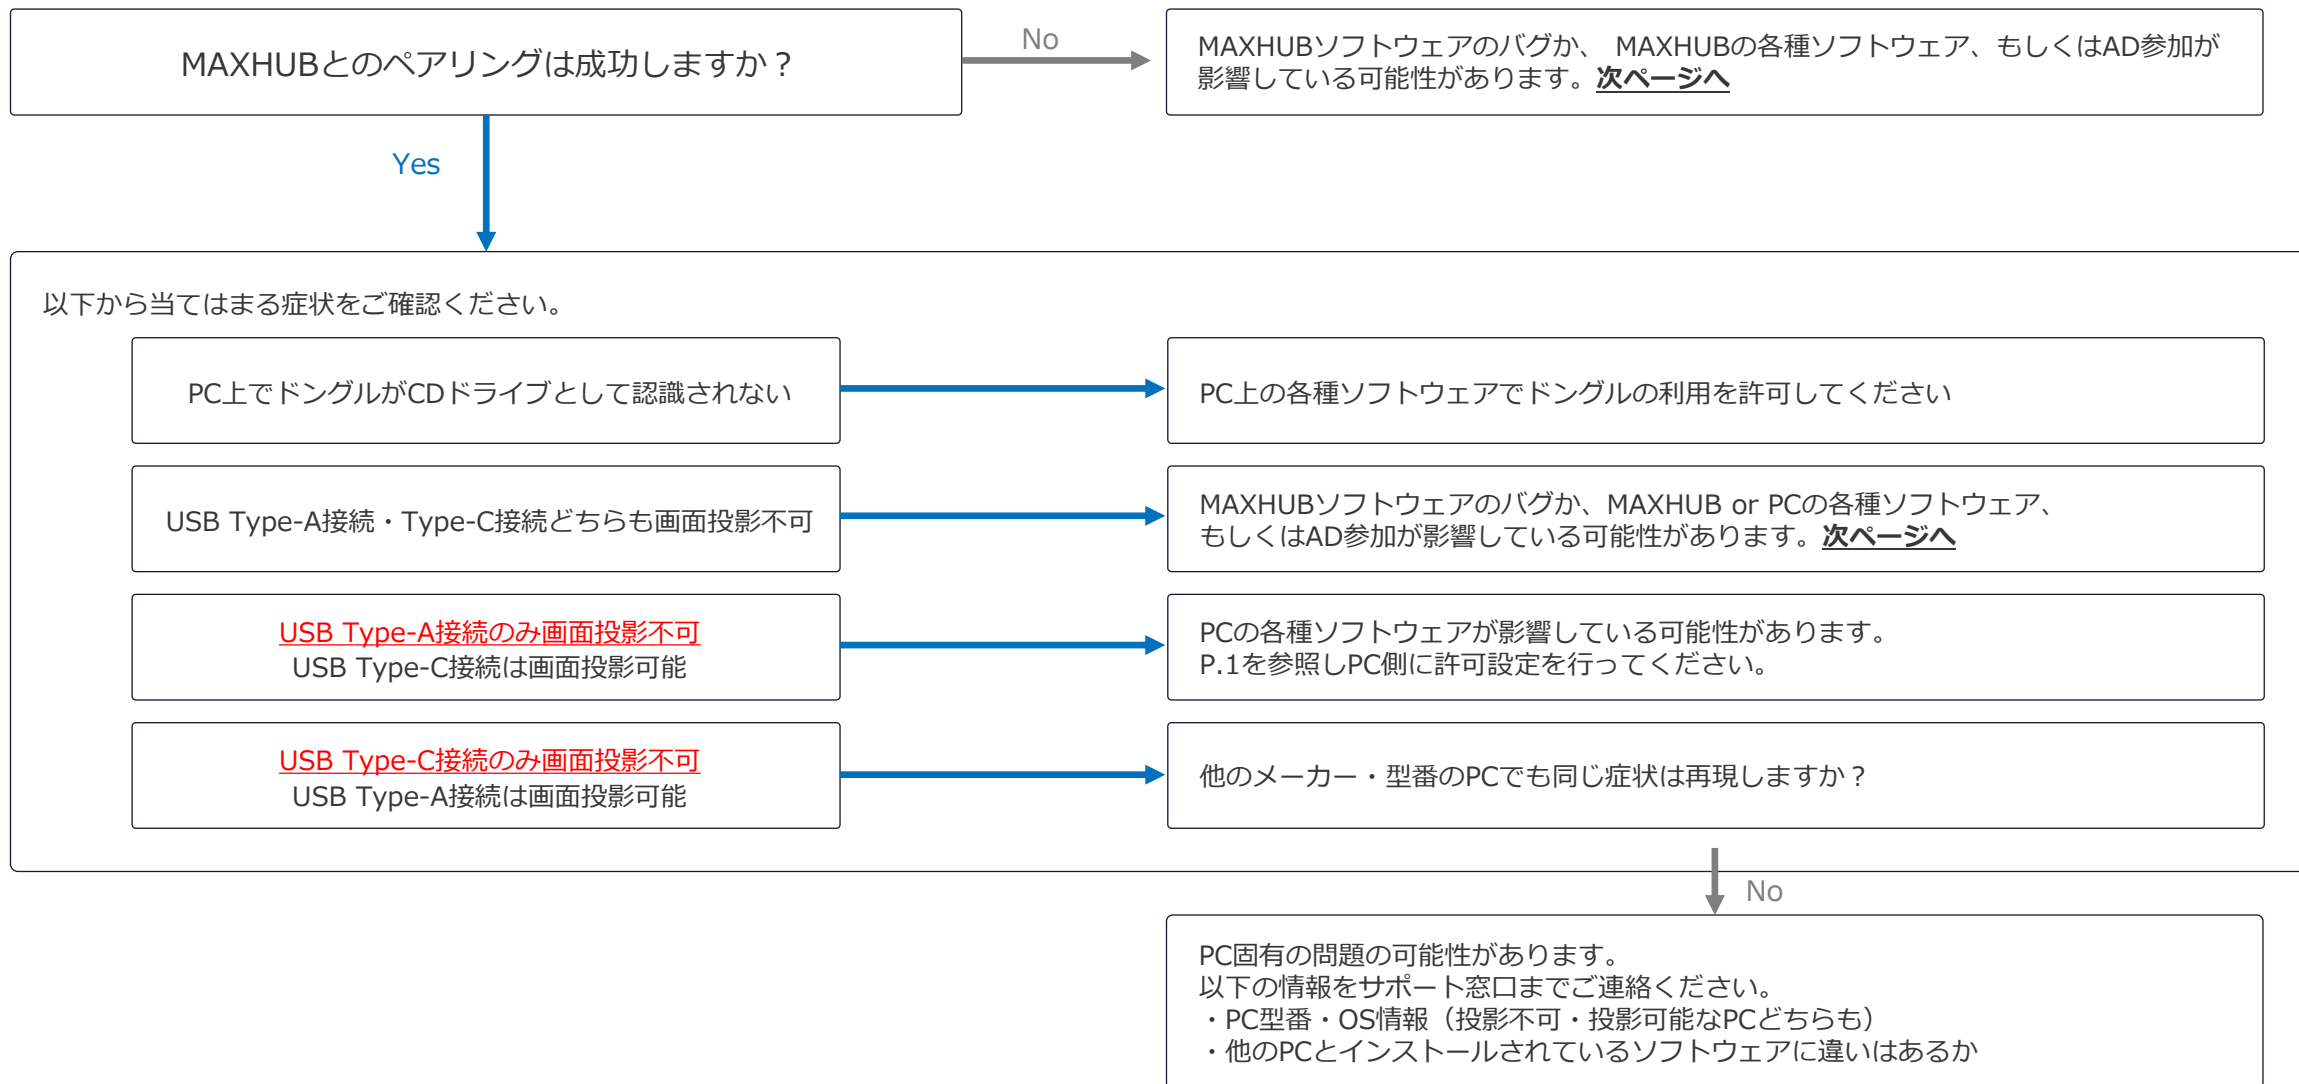 MAXHUBとのペアリングは成功しますか？
No
MAXHUBソフトウェアのバグか、 MAXHUBの各種ソフトウェア、もしくはAD参加が
影響している可能性があります。次ページへ
Yes
以下から当てはまる症状をご確認ください。
PC上でドングルがCDドライブとして認識されない
PC上の各種ソフトウェアでドングルの利用を許可してください
USB Type-A接続・Type-C接続どちらも画面投影不可
MAXHUBソフトウェアのバグか、MAXHUB or PCの各種ソフトウェア、
もしくはAD参加が影響している可能性があります。次ページへ
USB Type-A接続のみ画面投影不可
USB Type-C接続は画面投影可能
PCの各種ソフトウェアが影響している可能性があります。
P.1を参照しPC側に許可設定を行ってください。
USB Type-C接続のみ画面投影不可
USB Type-A接続は画面投影可能
他のメーカー・型番のPCでも同じ症状は再現しますか？
No
PC固有の問題の可能性があります。
以下の情報をサポート窓口までご連絡ください。
・PC型番・OS情報（投影不可・投影可能なPCどちらも）
・他のPCとインストールされているソフトウェアに違いはあるか